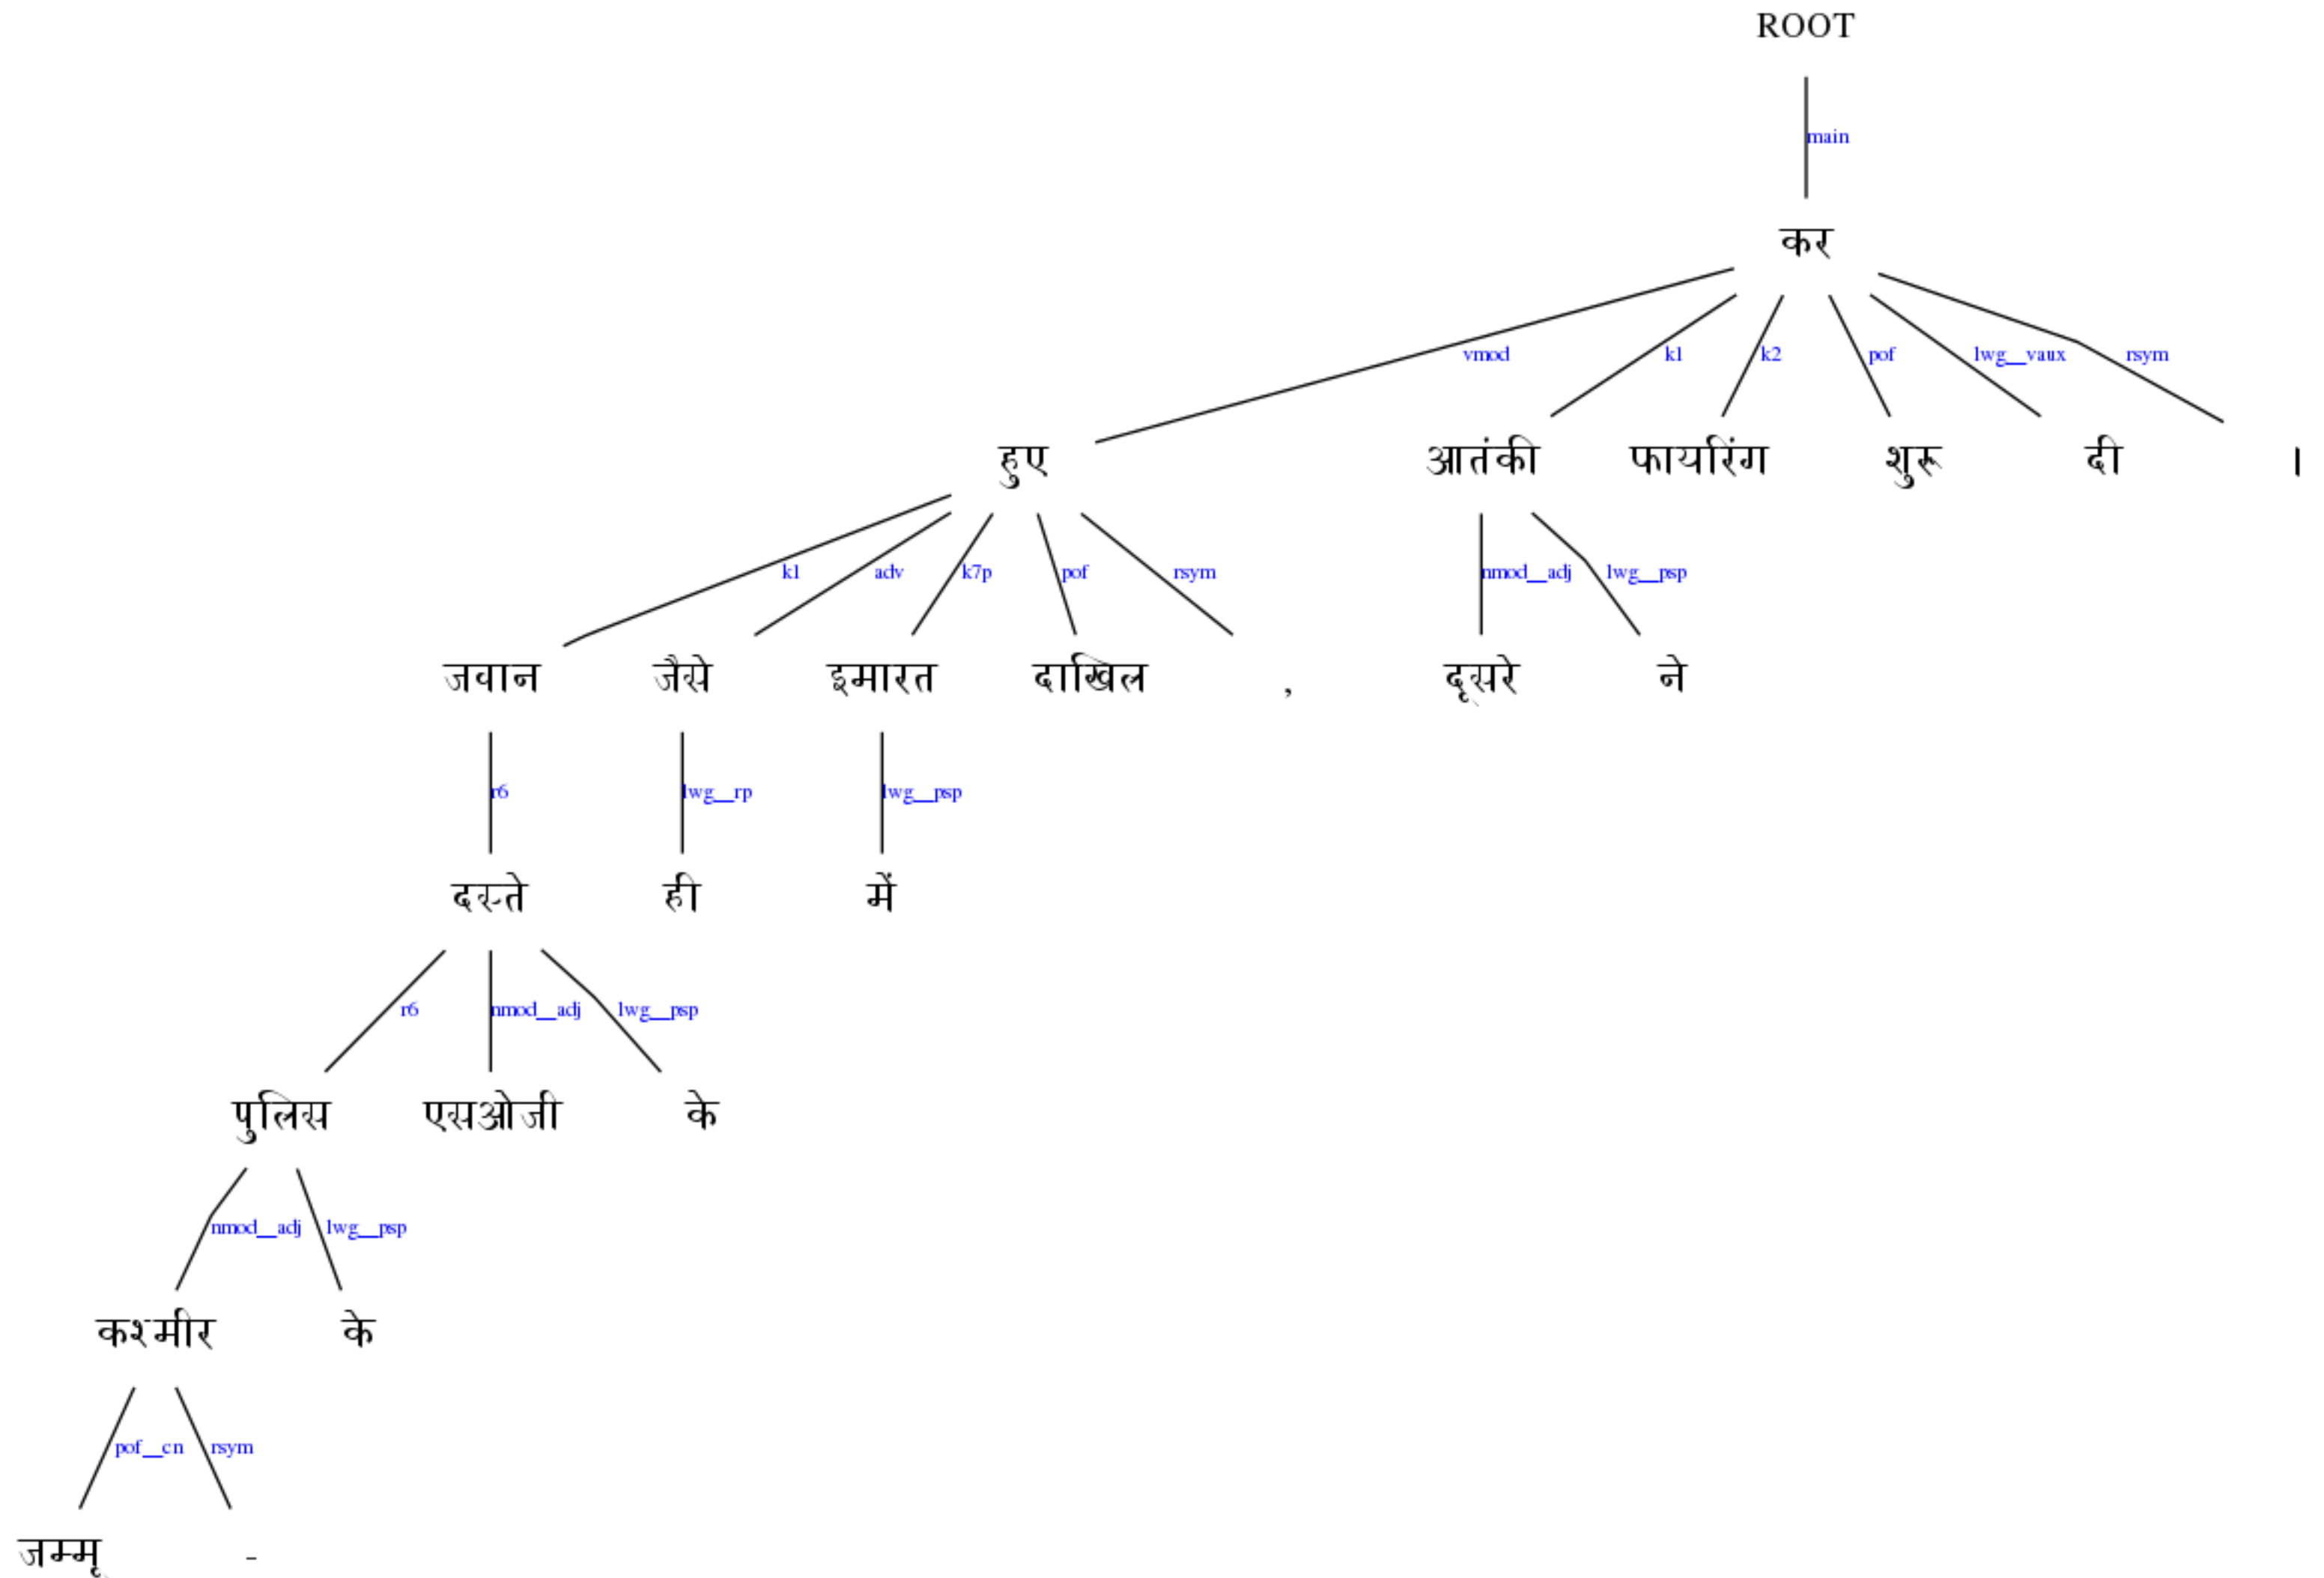 ROOT
main
कर
vmod k1 k2 pof lwg__vaux rsym
हुए आतंकी फायरिंग शुरू दी ।
k1 adv k7p pof rsym nmod__adj lwg__psp
जवान जैसे इमारत दाखिल , दूसरे ने
r6 lwg__rp lwg__psp
दस्ते ही में
r6 nmod__adj lwg__psp
पुलिस एसओजी के
nmod__adj lwg__psp
कश्मीर के
pof__cn rsym
जम्मू -